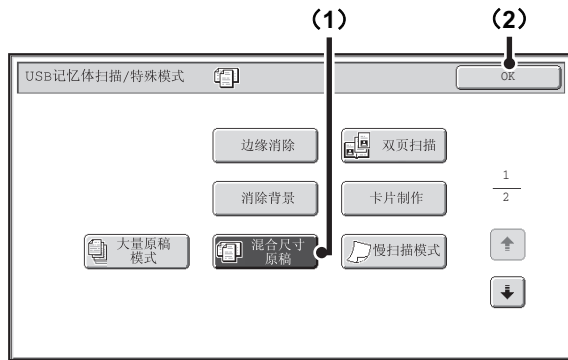 (1)
(2)
USB记忆体扫描/特殊模式
OK
边缘消除
双页扫描
消除背景
卡片制作
1
2
大量原稿
模式
混合尺寸
原稿
慢扫描模式